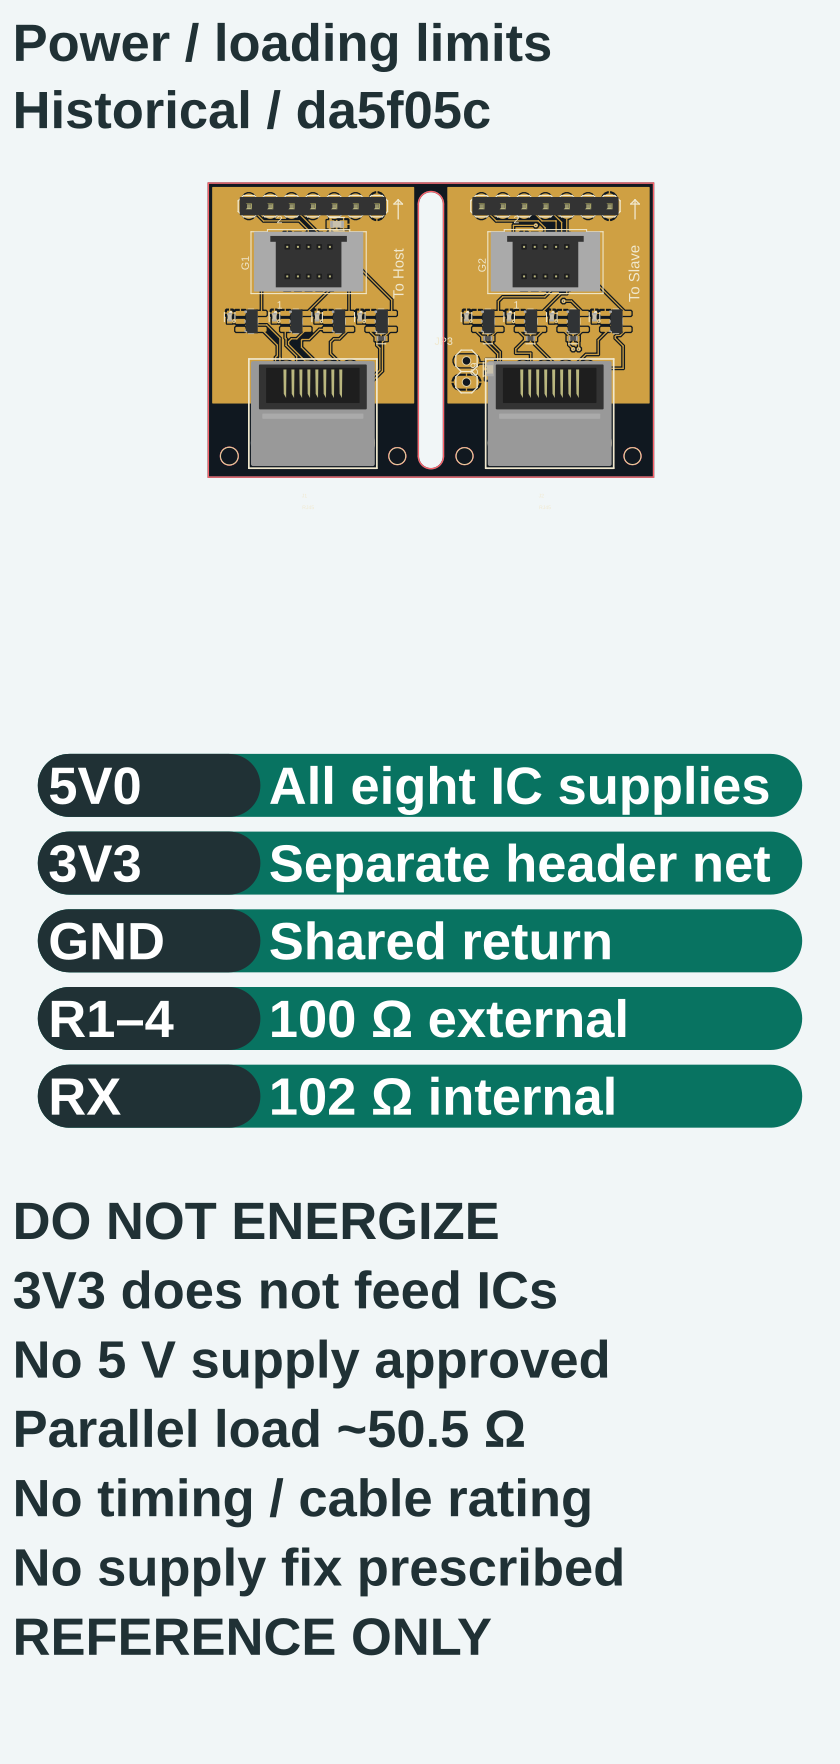 Power / loading limits
Historical / da5f05c
G1
To Host
1
G2
To Slave
1
5V0 All eight IC supplies
3V3 Separate header net
GND Shared return
R1–4 100 Ω external
RX 102 Ω internal
DO NOT ENERGIZE
3V3 does not feed ICs
No 5 V supply approved
Parallel load ~50.5 Ω
No timing / cable rating
No supply fix prescribed
REFERENCE ONLY